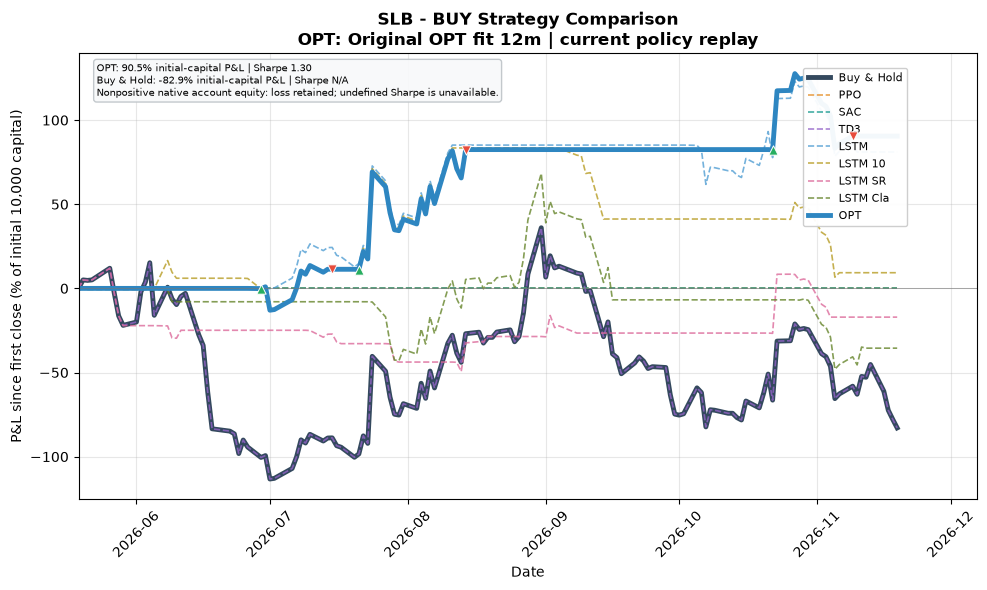 SLB - BUY Strategy Comparison
OPT: Original OPT fit 12m | current policy replay
OPT: 90.5% initial-capital P&L | Sharpe 1.30
Buy & Hold: -82.9% initial-capital P&L | Sharpe N/A
Nonpositive native account equity: loss retained; undefined Sharpe is unavailable.
Buy & Hold
PPO
SAC
TD3
LSTM
LSTM 10
LSTM SR
LSTM Cla
OPT
P&L since first close (% of initial 10,000 capital)
100
50
0
−50
−100
2026-06
2026-07
2026-08
2026-09
2026-10
2026-11
2026-12
Date